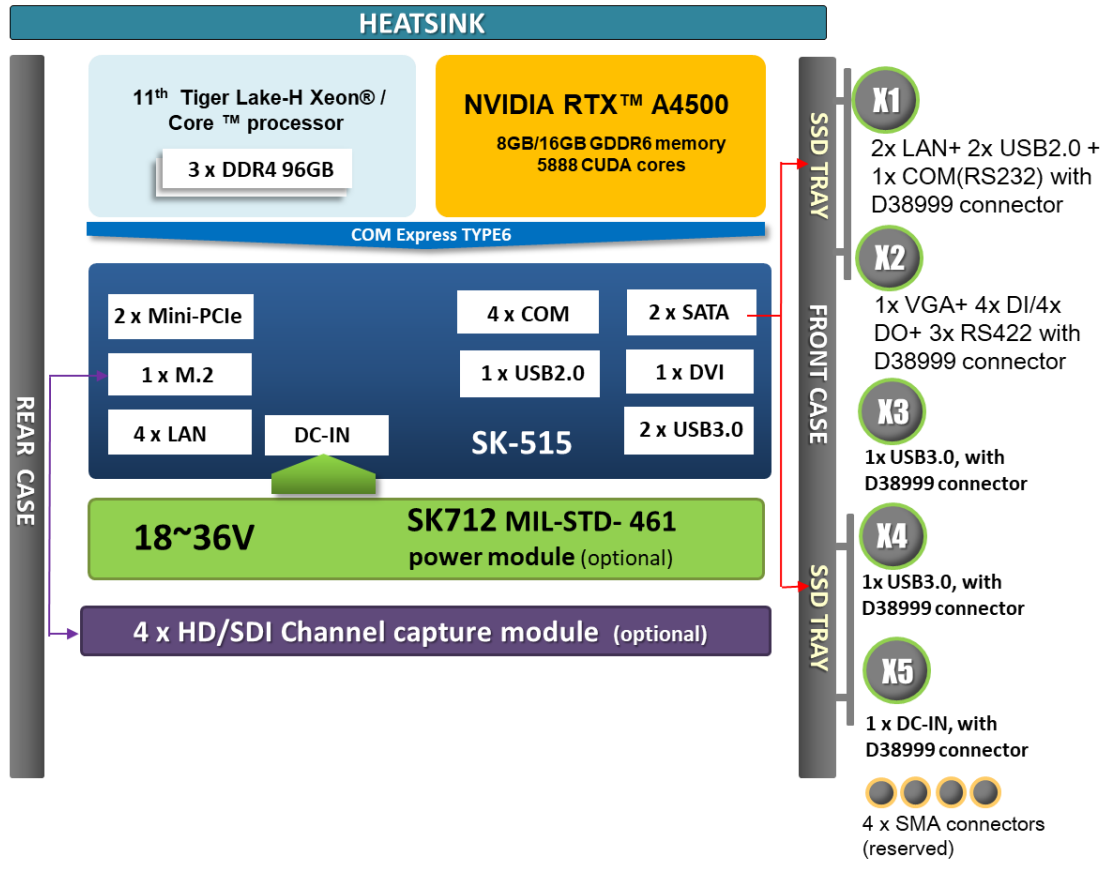 HEATSINK
11th Tiger Lake-H Xeon® /
Core ™ processor
3 x DDR4 96GB
NVIDIA RTX™ A4500
8GB/16GB GDDR6 memory
5888 CUDA cores
COM Express TYPE6
2 x Mini-PCIe
1 x M.2
4 x LAN
DC-IN
4 x COM
1 x USB2.0
SK-515
2 x SATA
1 x DVI
2 x USB3.0
18~36V
SK712 MIL-STD- 461
power module (optional)
4 x HD/SDI Channel capture module (optional)
REAR CASE
SSD TRAY
FRONT CASE
SSD TRAY
X1
2x LAN+ 2x USB2.0 +
1x COM(RS232) with
D38999 connector
X2
1x VGA+ 4x DI/4x
DO+ 3x RS422 with
D38999 connector
X3
1x USB3.0, with
D38999 connector
X4
1x USB3.0, with
D38999 connector
X5
1 x DC-IN, with
D38999 connector
4 x SMA connectors
(reserved)